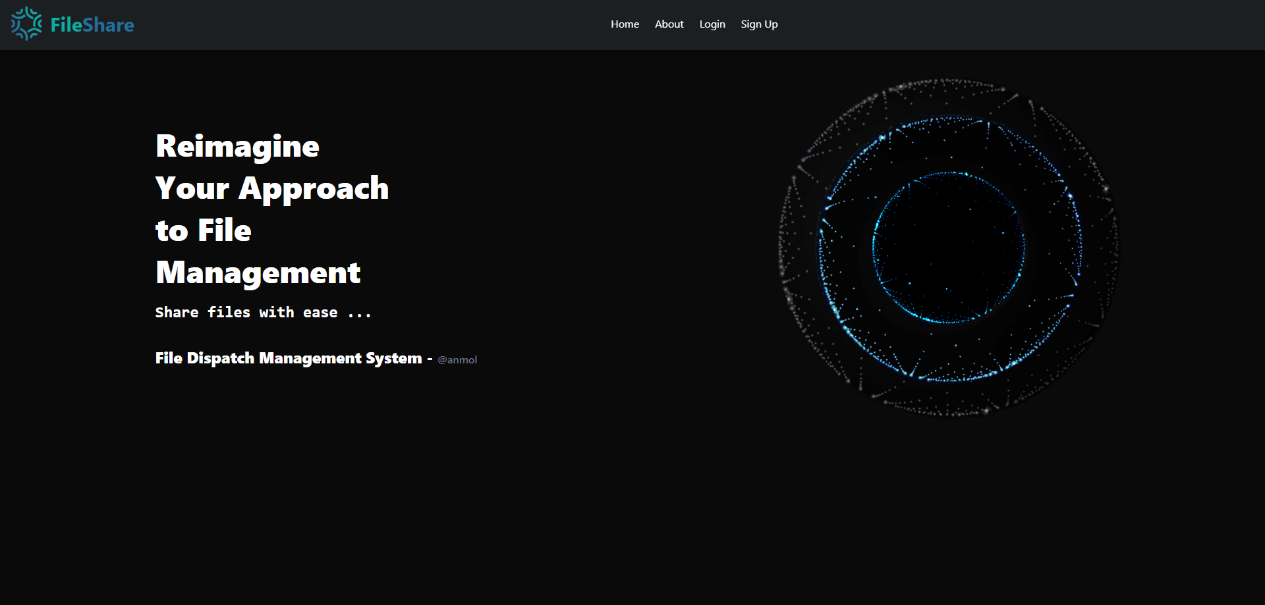 FileShare
Home About Login Sign Up
Reimagine
Your Approach
to File
Management
Share files with ease ...
File Dispatch Management System - @anmol